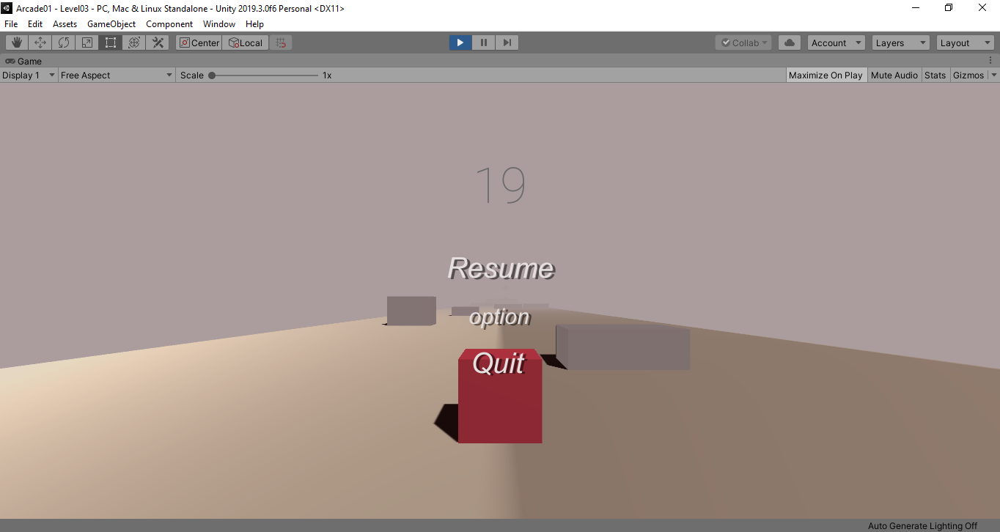 Arcade01 - Level03 - PC, Mac & Linux Standalone - Unity 2019.3.0f6 Personal <DX11>
File Edit Assets GameObject Component Window Help
Center Local Collab Account Layers Layout
Game
Display 1 Free Aspect Scale 1x Maximize On Play Mute Audio Stats Gizmos
19
Resume
option
Quit
Auto Generate Lighting Off